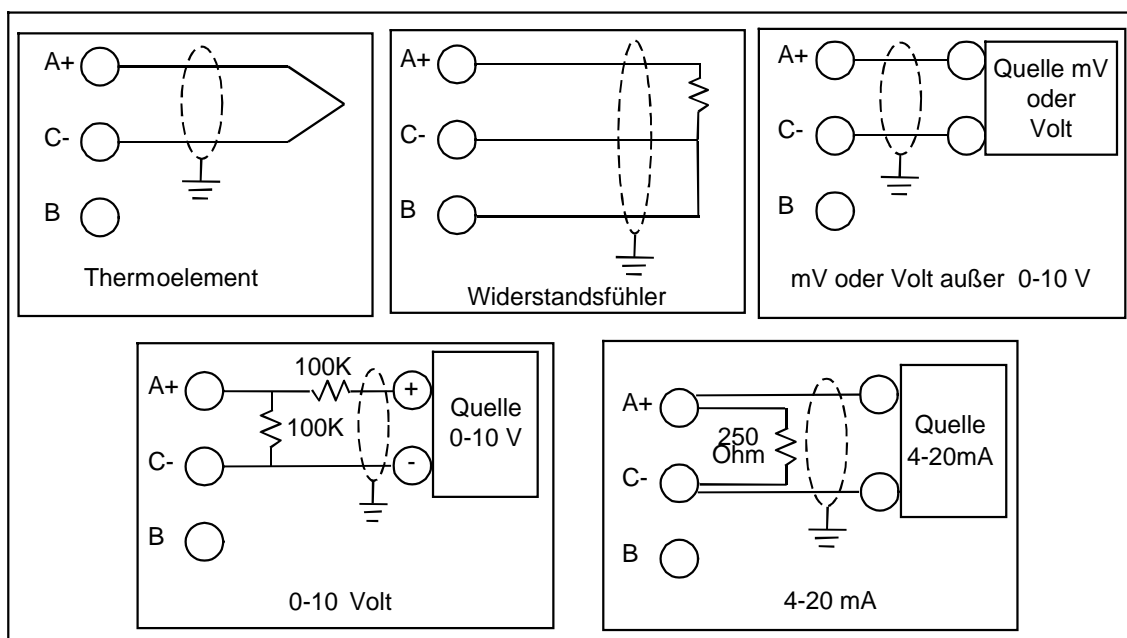 A+
C-
B
Thermoelement
A+
C-
B
Widerstandsfühler
A+
C-
B
Quelle mV
oder
Volt
mV oder Volt außer 0-10 V
A+
C-
B
100K
100K
+
-
Quelle
0-10 V
0-10 Volt
A+
C-
B
250
Ohm
Quelle
4-20mA
4-20 mA